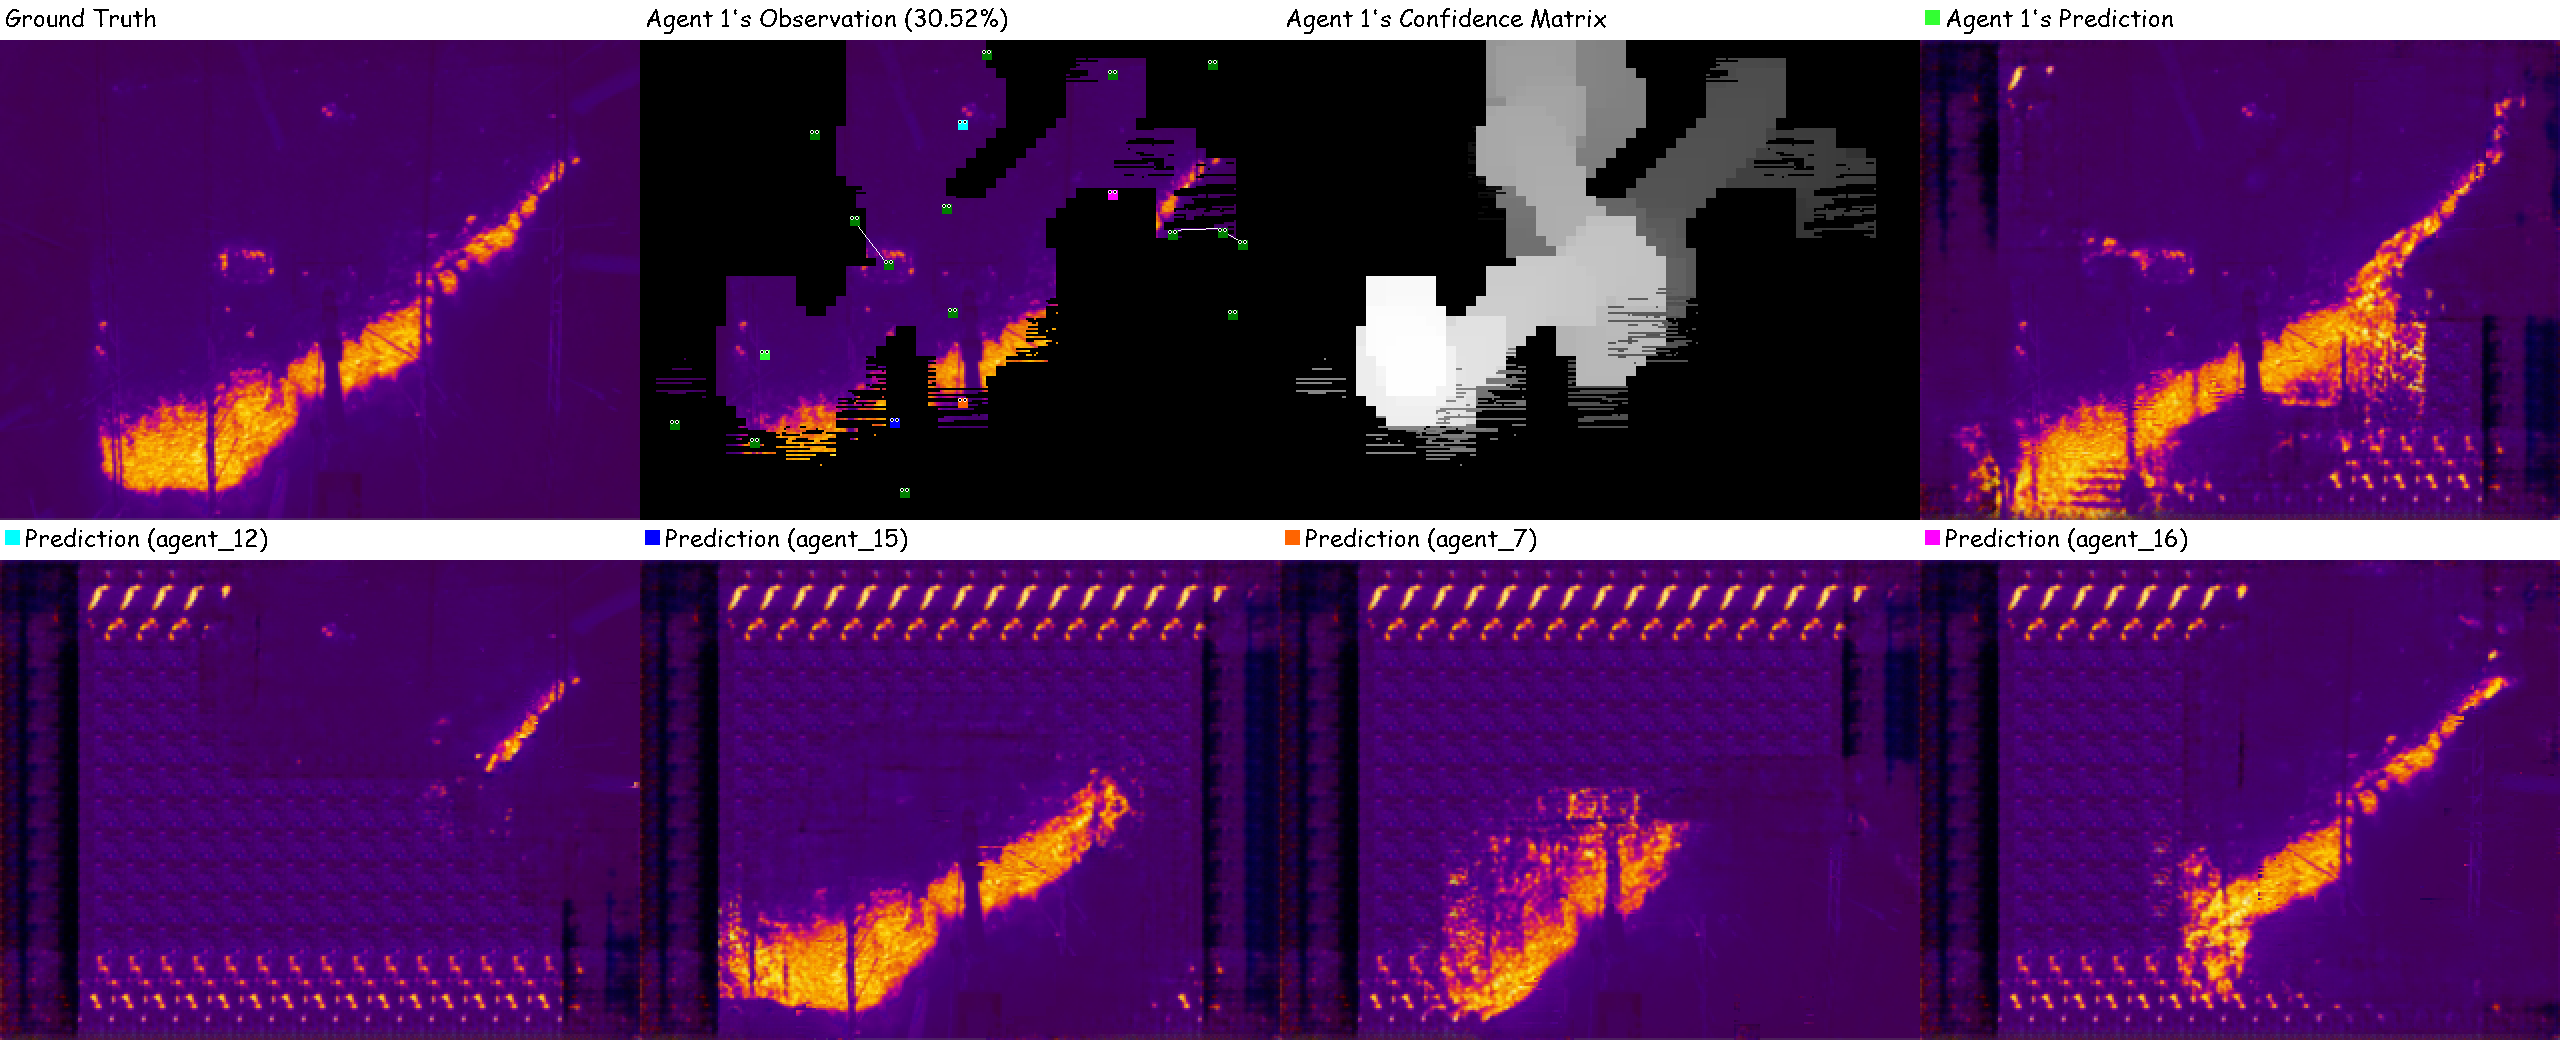 Ground Truth
Agent 1's Observation (30.52%)
Agent 1's Confidence Matrix
Agent 1's Prediction
Prediction (agent_12)
Prediction (agent_15)
Prediction (agent_7)
Prediction (agent_16)